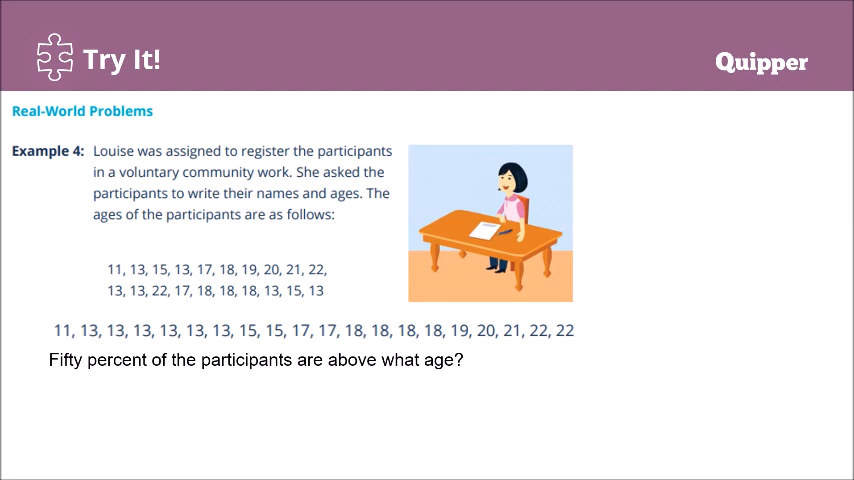 Try It!
Quipper
Real-World Problems
Example 4: Louise was assigned to register the participants
in a voluntary community work. She asked the
participants to write their names and ages. The
ages of the participants are as follows:
11, 13, 15, 13, 17, 18, 19, 20, 21, 22,
13, 13, 22, 17, 18, 18, 18, 13, 15, 13
11, 13, 13, 13, 13, 13, 13, 15, 15, 17, 17, 18, 18, 18, 18, 19, 20, 21, 22, 22
Fifty percent of the participants are above what age?